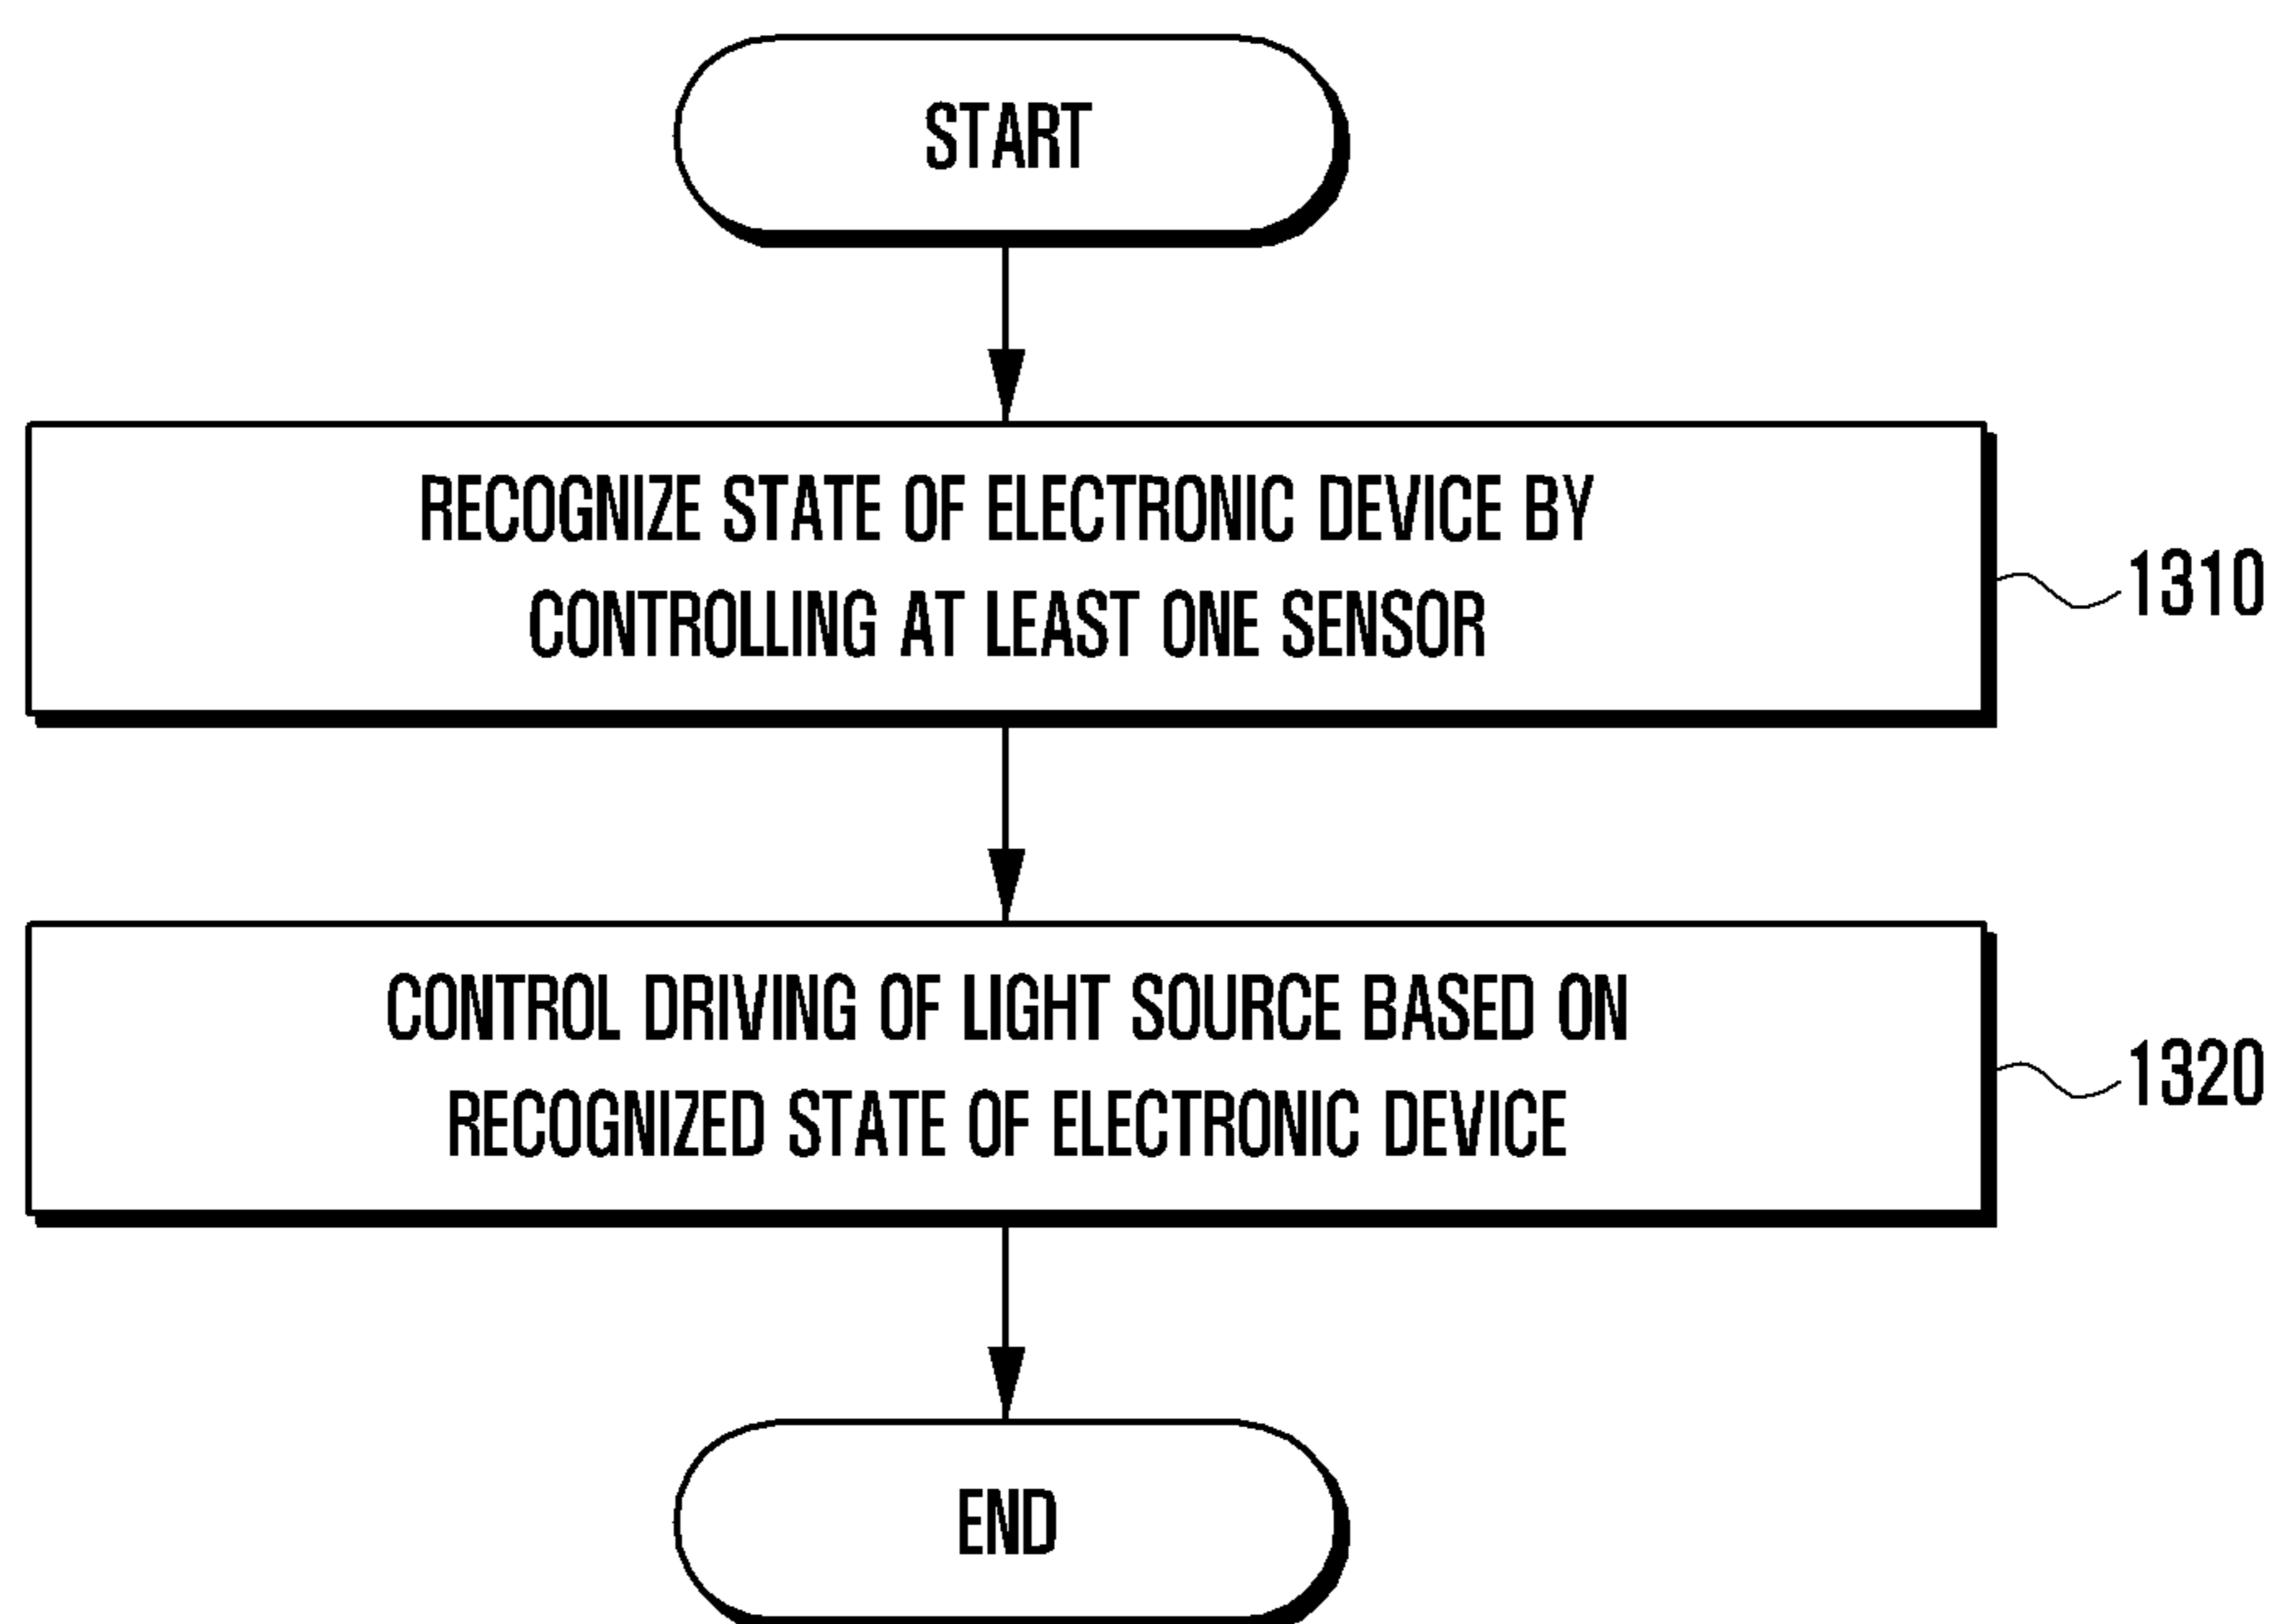 START
RECOGNIZE STATE OF ELECTRONIC DEVICE BY
CONTROLLING AT LEAST ONE SENSOR
1310
CONTROL DRIVING OF LIGHT SOURCE BASED ON
RECOGNIZED STATE OF ELECTRONIC DEVICE
1320
END